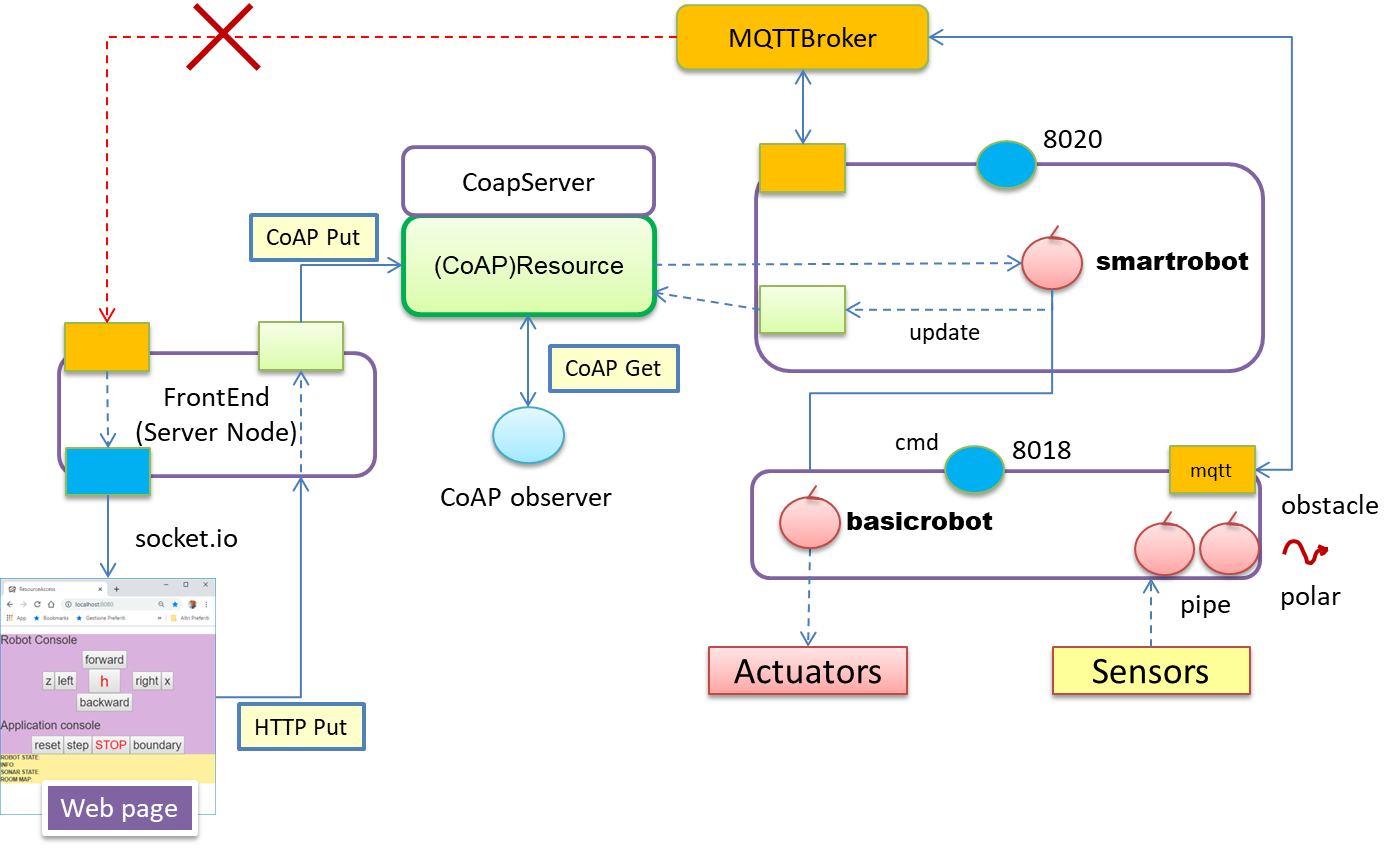 MQTTBroker
8020
CoapServer
CoAP Put
(CoAP)Resource
smartrobot
update
CoAP Get
FrontEnd
(Server Node)
cmd
8018
mqtt
CoAP observer
basicrobot
obstacle
socket.io
pipe
polar
ResourceAccess
localhost:8080
App
Bookmarks
Gestione Preferiti
Altri Preferiti
Robot Console
forward
z left h right x
backward
Application console
reset step STOP boundary
ROBOT STATE:
INFO
SONAR STATE:
ROOM MAP:
Actuators
Sensors
HTTP Put
Web page